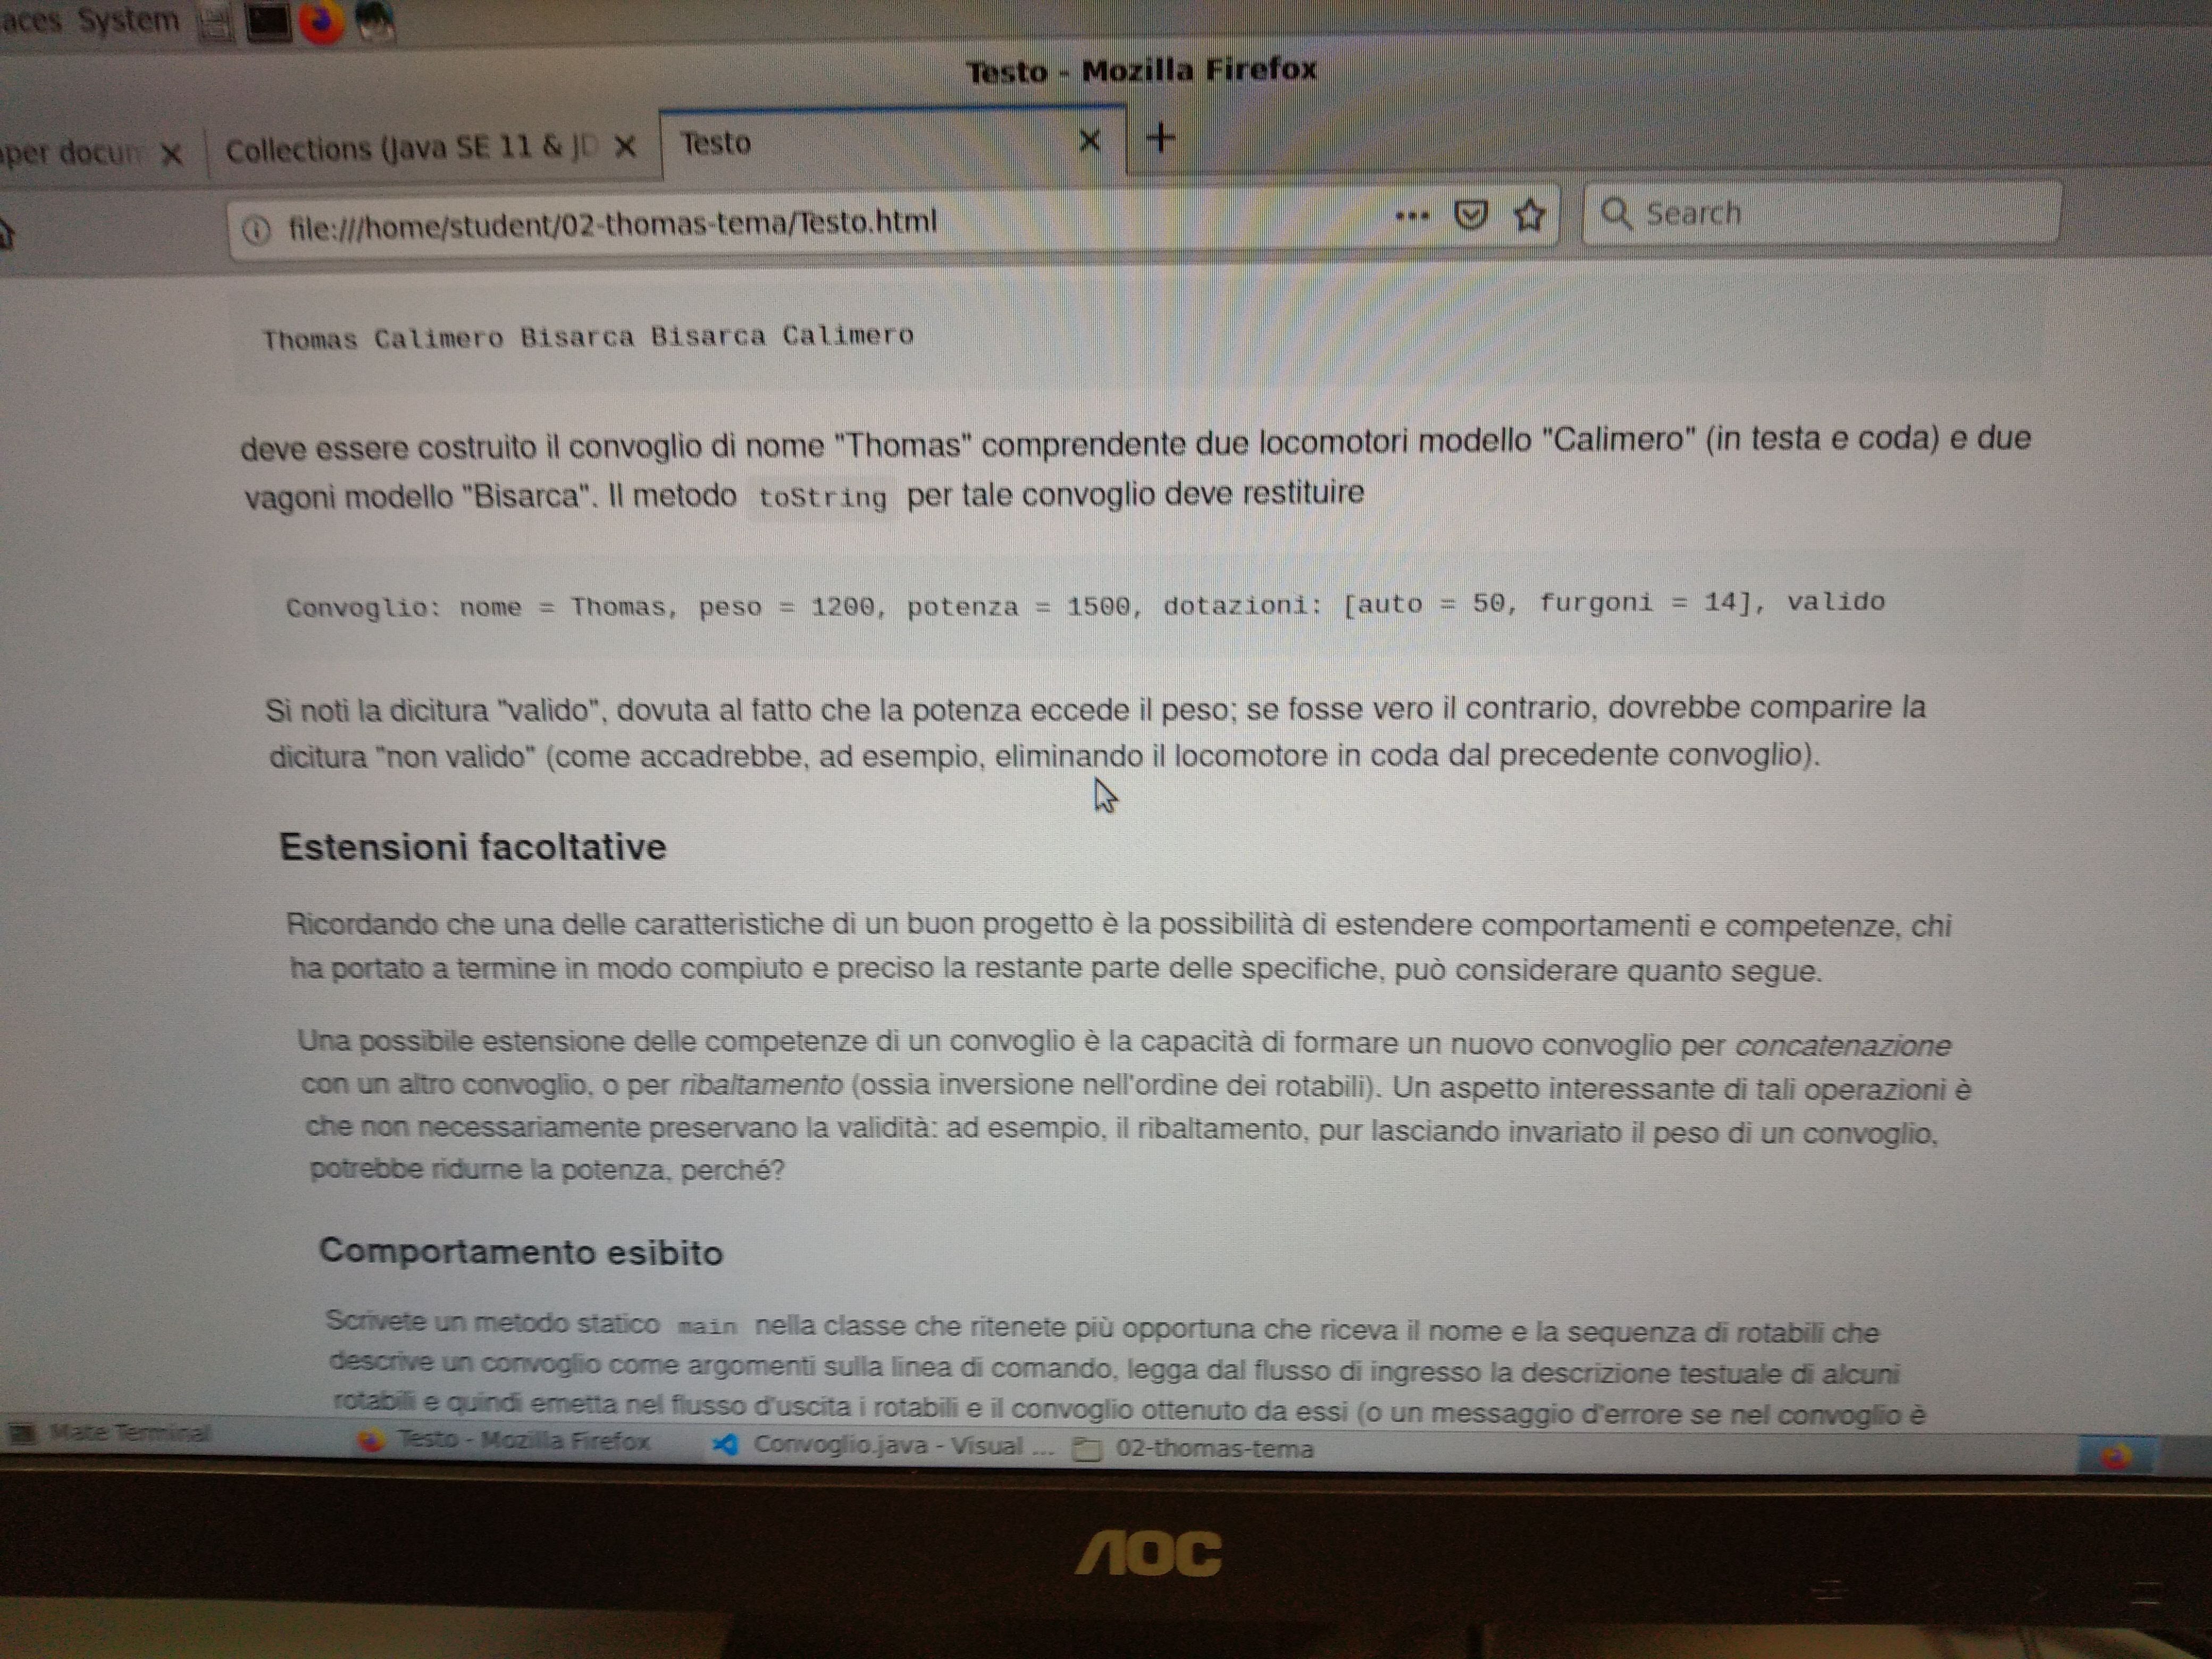 aces System
Testo - Mozilla Firefox
Collections (Java SE 11 & JD
Testo
file:///home/student/02-thomas-tema/Testo.html
Search
Thomas Calimero Bisarca Bisarca Calimero
deve essere costruito il convoglio di nome "Thomas" comprendente due locomotori modello "Calimero" (in testa e coda) e due
vagoni modello "Bisarca". Il metodo toString per tale convoglio deve restituire
Convoglio: nome = Thomas, peso = 1200, potenza = 1500, dotazioni: [auto = 50, furgoni = 14], valido
Si noti la dicitura "valido", dovuta al fatto che la potenza eccede il peso; se fosse vero il contrario, dovrebbe comparire la
dicitura "non valido" (come accadrebbe, ad esempio, eliminando il locomotore in coda dal precedente convoglio).
Estensioni facoltative
Ricordando che una delle caratteristiche di un buon progetto è la possibilità di estendere comportamenti e competenze, chi
ha portato a termine in modo compiuto e preciso la restante parte delle specifiche, può considerare quanto segue.
Una possibile estensione delle competenze di un convoglio è la capacità di formare un nuovo convoglio per concatenazione
con un altro convoglio, o per ribaltamento (ossia inversione nell'ordine dei rotabili). Un aspetto interessante di tali operazioni è
che non necessariamente preservano la validità: ad esempio, il ribaltamento, pur lasciando invariato il peso di un convoglio,
potrebbe ridurne la potenza, perché?
Comportamento esibito
Scrivete un metodo statico main nella classe che ritenete più opportuna che riceva il nome e la sequenza di rotabili che
descrive un convoglio come argomenti sulla linea di comando, legga dal flusso di ingresso la descrizione testuale di alcuni
rotabili e quindi emetta nel flusso d'uscita i rotabili e il convoglio ottenuto da essi (o un messaggio d'errore se nel convoglio è
Mate Terminal
Testo - Mozilla Firefox
Convoglio.java - Visual ...
02-thomas-tema
AOC